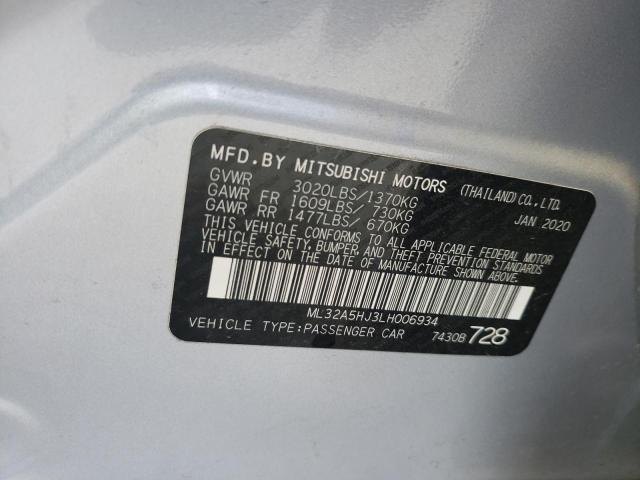 MFD.BY MITSUBISHI MOTORS (THAILAND)CO.,LTD.
GVWR 3020LBS/1370KG JAN 2020
GAWR FR 1609LBS/ 730KG
GAWR RR 1477LBS/ 670KG
THIS VEHICLE CONFORMS TO ALL APPLICABLE FEDERAL MOTOR
VEHICLE SAFETY, BUMPER, AND THEFT PREVENTION STANDARDS
IN EFFECT ON THE DATE OF MANUFACTURE SHOWN ABOVE.
ML32A5HJ3LH006934
VEHICLE TYPE:PASSENGER CAR 7430B 728